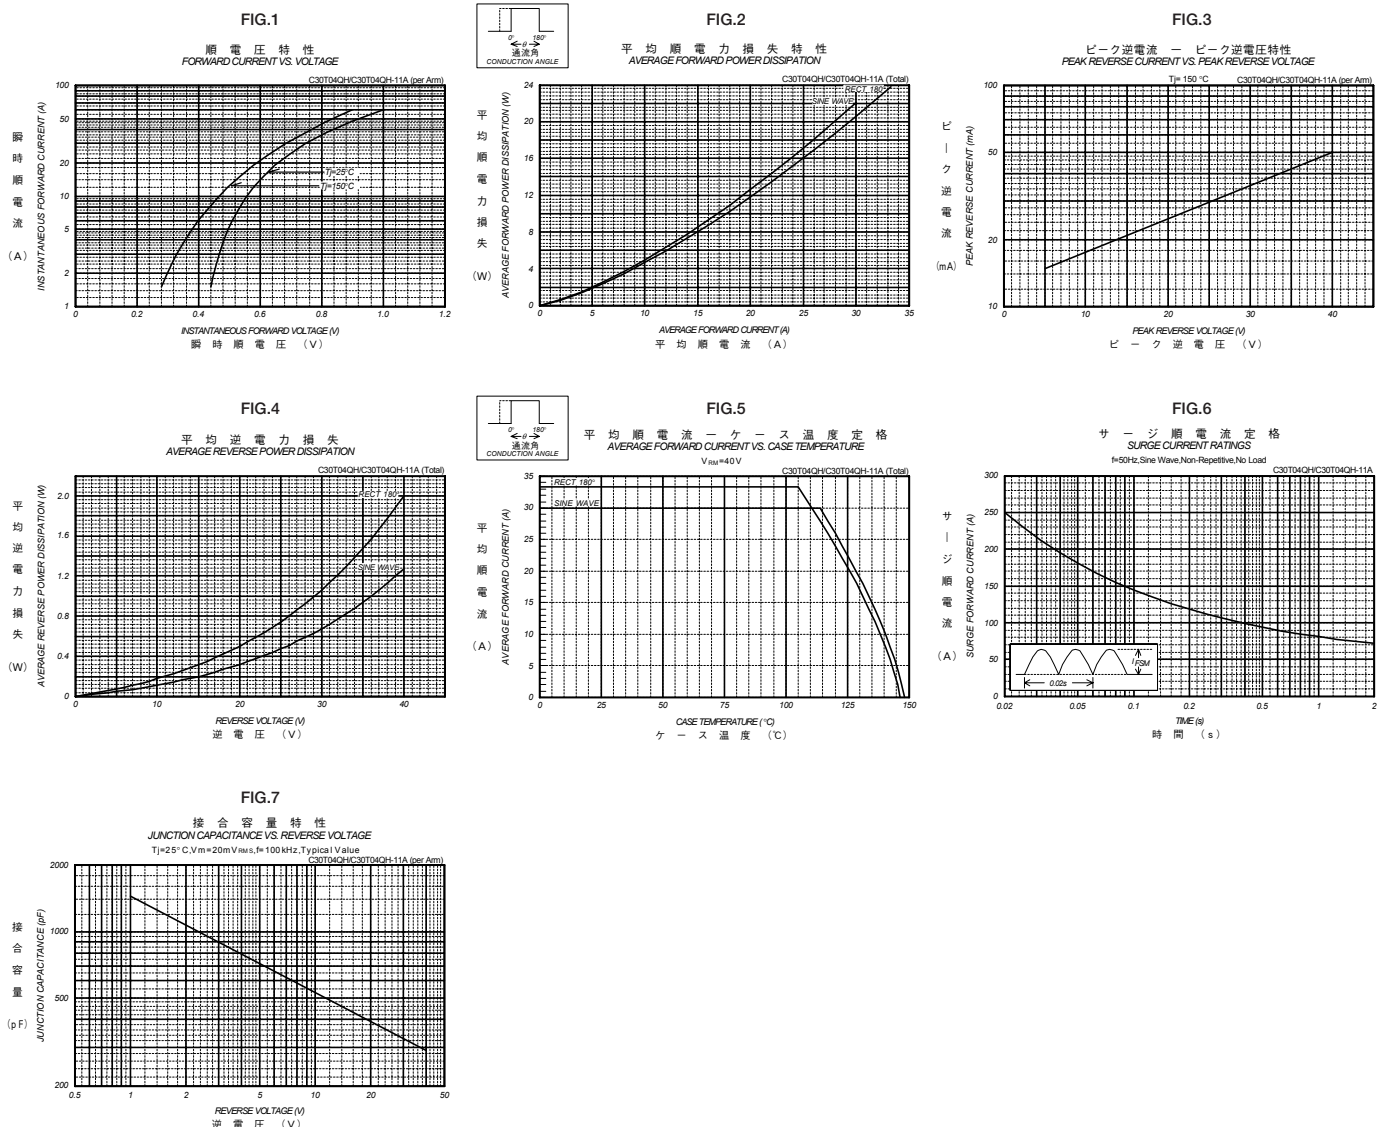 FIG.1
順 電 圧 特 性
FORWARD CURRENT VS. VOLTAGE
C30T04QH/C30T04QH-11A (per Arm)
瞬時順電流 (A)
INSTANTANEOUS FORWARD CURRENT (A)
100
50
20
10
5
2
1
Tj=25°C
Tj=150°C
0 0.2 0.4 0.6 0.8 1.0 1.2
INSTANTANEOUS FORWARD VOLTAGE (V)
瞬 時 順 電 圧 (V)
0° 180°
θ
通流角
CONDUCTION ANGLE
FIG.2
平 均 順 電 力 損 失 特 性
AVERAGE FORWARD POWER DISSIPATION
C30T04QH/C30T04QH-11A (Total)
平均順電力損失 (W)
AVERAGE FORWARD POWER DISSIPATION (W)
24
20
16
12
8
4
0
RECT 180°
SINE WAVE
0 5 10 15 20 25 30 35
AVERAGE FORWARD CURRENT (A)
平 均 順 電 流 (A)
FIG.3
ピーク逆電流 ー ピーク逆電圧特性
PEAK REVERSE CURRENT VS. PEAK REVERSE VOLTAGE
Tj= 150 °C
C30T04QH/C30T04QH-11A (per Arm)
ピーク逆電流 (mA)
PEAK REVERSE CURRENT (mA)
100
50
20
10
0 10 20 30 40
PEAK REVERSE VOLTAGE (V)
ピ ー ク 逆 電 圧 (V)
FIG.4
平 均 逆 電 力 損 失
AVERAGE REVERSE POWER DISSIPATION
C30T04QH/C30T04QH-11A (Total)
平均逆電力損失 (W)
AVERAGE REVERSE POWER DISSIPATION (W)
2.0
1.6
1.2
0.8
0.4
0
RECT 180°
SINE WAVE
0 10 20 30 40
REVERSE VOLTAGE (V)
逆 電 圧 (V)
0° 180°
θ
通流角
CONDUCTION ANGLE
FIG.5
平 均 順 電 流 ー ケ ー ス 温 度 定 格
AVERAGE FORWARD CURRENT VS. CASE TEMPERATURE
VRM=40V
C30T04QH/C30T04QH-11A (Total)
平均順電流 (A)
AVERAGE FORWARD CURRENT (A)
35
30
25
20
15
10
5
0
RECT 180°
SINE WAVE
0 25 50 75 100 125 150
CASE TEMPERATURE (°C)
ケ ー ス 温 度 (℃)
FIG.6
サ ー ジ 順 電 流 定 格
SURGE CURRENT RATINGS
f=50Hz,Sine Wave,Non-Repetitive,No Load
C30T04QH/C30T04QH-11A
サージ順電流 (A)
SURGE FORWARD CURRENT (A)
300
250
200
150
100
50
0
IFSM
0.02s
0.02 0.05 0.1 0.2 0.5 1 2
TIME (s)
時 間 (s)
FIG.7
接 合 容 量 特 性
JUNCTION CAPACITANCE VS. REVERSE VOLTAGE
Tj=25°C,Vm=20mVRMS,f=100kHz,Typical Value
C30T04QH/C30T04QH-11A (per Arm)
接合容量 (pF)
JUNCTION CAPACITANCE (pF)
2000
1000
500
200
0.5 1 2 5 10 20 50
REVERSE VOLTAGE (V)
逆 電 圧 (V)